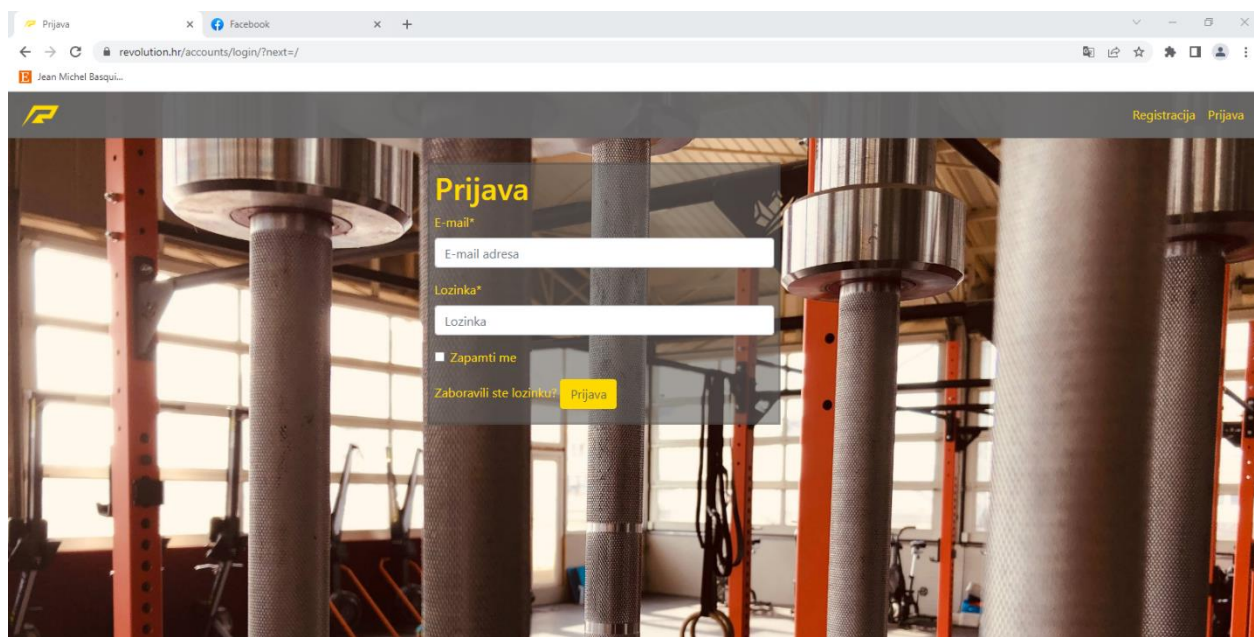 Prijava
Facebook
revolution.hr/accounts/login/?next=/
Jean Michel Basqui...
Registracija Prijava
Prijava
E-mail*
E-mail adresa
Lozinka*
Lozinka
Zapamti me
Zaboravili ste lozinku? Prijava